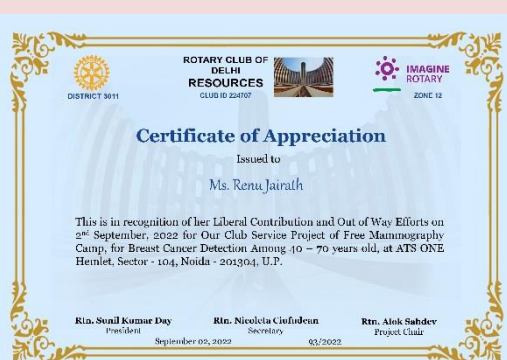 ROTARY CLUB OF
DELHI
RESOURCES
CLUB ID 224707
DISTRICT 3011
IMAGINE
ROTARY
ZONE 12
Certificate of Appreciation
Issued to
Ms. Renu Jairath
This is in recognition of her Liberal Contribution and Out of Way Efforts on
2nd September, 2022 for Our Club Service Project of Free Mammography
Camp, for Breast Cancer Detection Among 40 – 70 years old, at ATS ONE
Hemlet, Sector - 104, Noida - 201304, U.P.
Rtn. Sunil Kumar Day Rtn. Nicoleta Ciofudean Rtn. Alok Sahdev
President Secretary Project Chair
September 02, 2022 93/2022